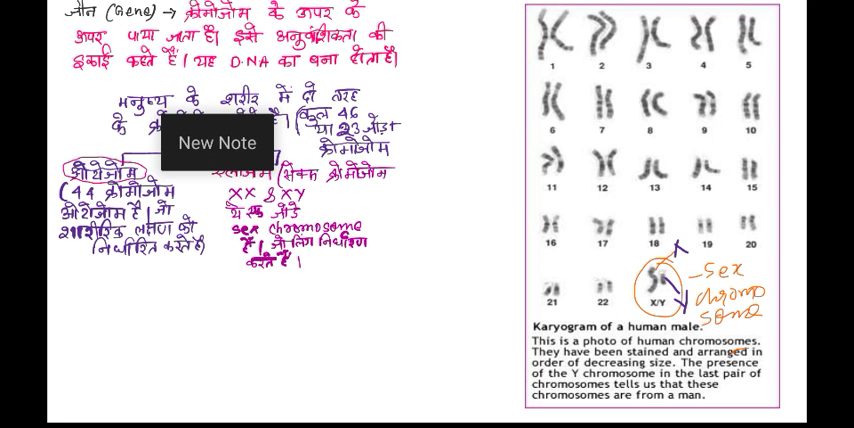 जीन (Gene) → क्रोमोजोम के ऊपर के
ऊपर पाया जाता है। इसे अनुवांशिकता की
इकाई कहते हैं। यह D.N.A का बना होता है।
मनुष्य के शरीर में दो तरह
के
(कुल 46
या 23 जोड़ा
क्रोमोजोम
New Note
ओटोजोम
(44 क्रोमोजोम
ओटोजोम है। जो
शारीरिक लक्षण को
निर्धारित करते हैं)
सेक्स क्रोमोजोम
XX & XY
ये जोड़े
sex chromosome
हैं। जो लिंग निर्धारण
करते हैं।
1 2 3 4 5
6 7 8 9 10
11 12 13 14 15
16 17 18 19 20
21 22 X/Y
X
Y
- sex
chromo
some
Karyogram of a human male.
This is a photo of human chromosomes.
They have been stained and arranged in
order of decreasing size. The presence
of the Y chromosome in the last pair of
chromosomes tells us that these
chromosomes are from a man.